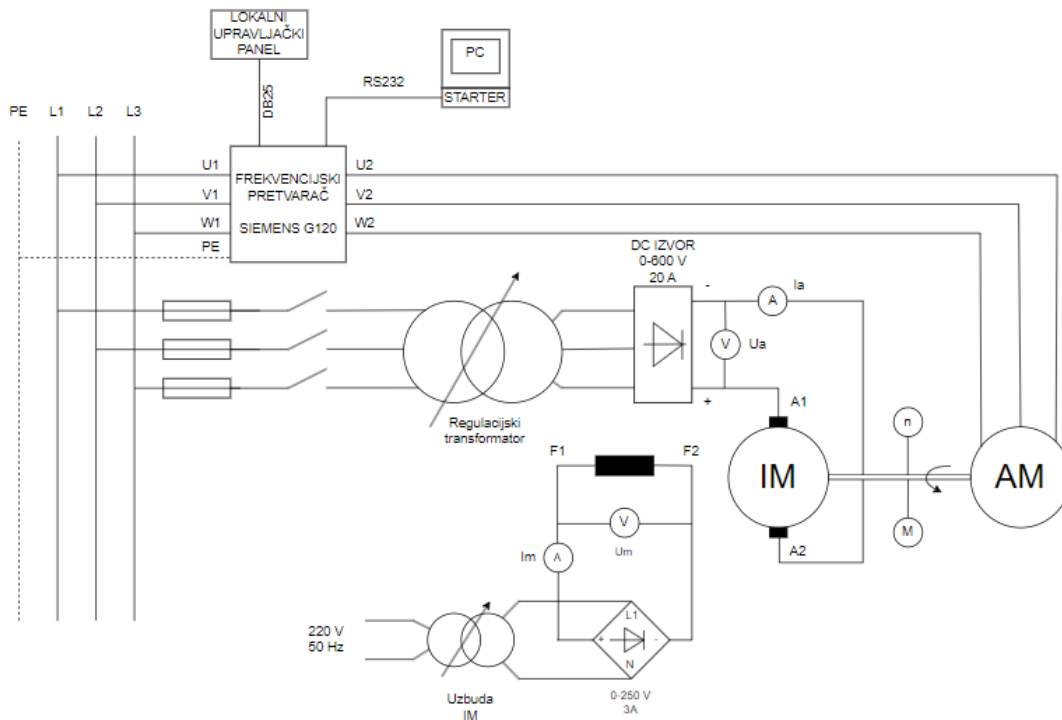 LOKALNI
UPRAVLJAČKI
PANEL
PC
STARTER
RS232
DB25
PE
L1
L2
L3
U1
V1
W1
PE
FREKVENCIJSKI
PRETVARAČ
SIEMENS G120
U2
V2
W2
DC IZVOR
0-600 V
20 A
-
Ia
A
V
Ua
+
A1
Regulacijski
transformator
n
IM
AM
M
A2
F1
F2
V
Um
Im
A
L1
+
-
N
220 V
50 Hz
Uzbuda
IM
0-250 V
3A